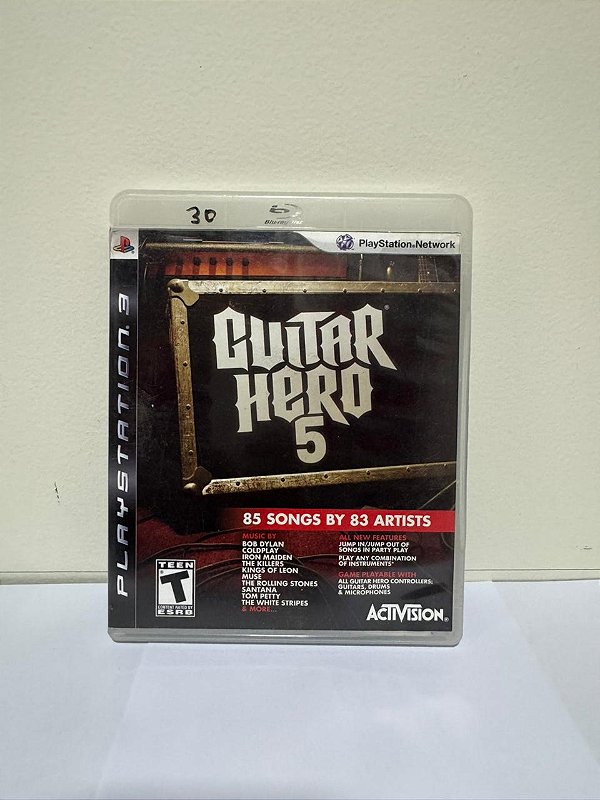 30
Blu-ray Disc
PlayStation®Network
PLAYSTATION®3
GUITAR
HERO®
5
85 SONGS BY 83 ARTISTS
MUSIC BY
BOB DYLAN
COLDPLAY
IRON MAIDEN
THE KILLERS
KINGS OF LEON
MUSE
THE ROLLING STONES
SANTANA
TOM PETTY
THE WHITE STRIPES
& MORE...
ALL NEW FEATURES
JUMP IN/JUMP OUT OF
SONGS IN PARTY PLAY
PLAY ANY COMBINATION
OF INSTRUMENTS*
GAME PLAYABLE WITH
ALL GUITAR HERO CONTROLLERS;
GUITARS, DRUMS
& MICROPHONES
TEEN
T
CONTENT RATED BY
ESRB
ACTIVISION®